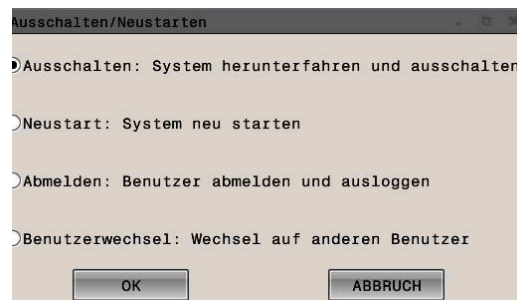 Ausschalten/Neustarten
Ausschalten: System herunterfahren und ausschalten
Neustart: System neu starten
Abmelden: Benutzer abmelden und ausloggen
Benutzerwechsel: Wechsel auf anderen Benutzer
OK ABBRUCH